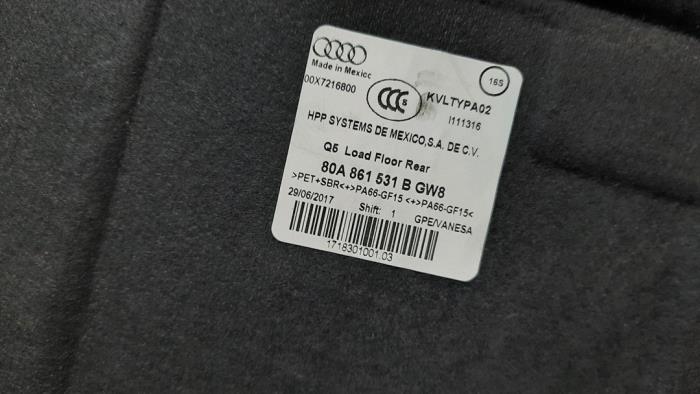 Made in Mexico
16S
00X7216800
CCC S
KVLTYPA02
I111316
HPP SYSTEMS DE MEXICO,S.A. DE C.V.
Q5 Load Floor Rear
80A 861 531 B GW8
>PET+SBR<+>PA66-GF15 <+>PA66-GF15<
29/06/2017 Shift: 1 GPE/VANESA
1718301001.03